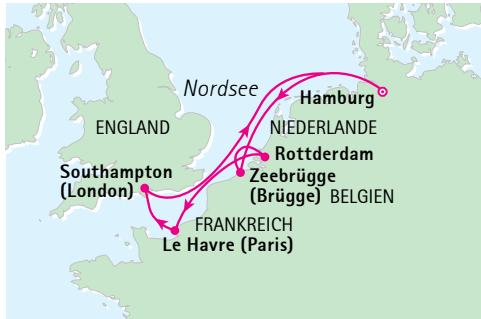 Nordsee
Hamburg
ENGLAND
NIEDERLANDE
Rottderdam
Southampton
(London)
Zeebrügge
(Brügge)
BELGIEN
FRANKREICH
Le Havre (Paris)